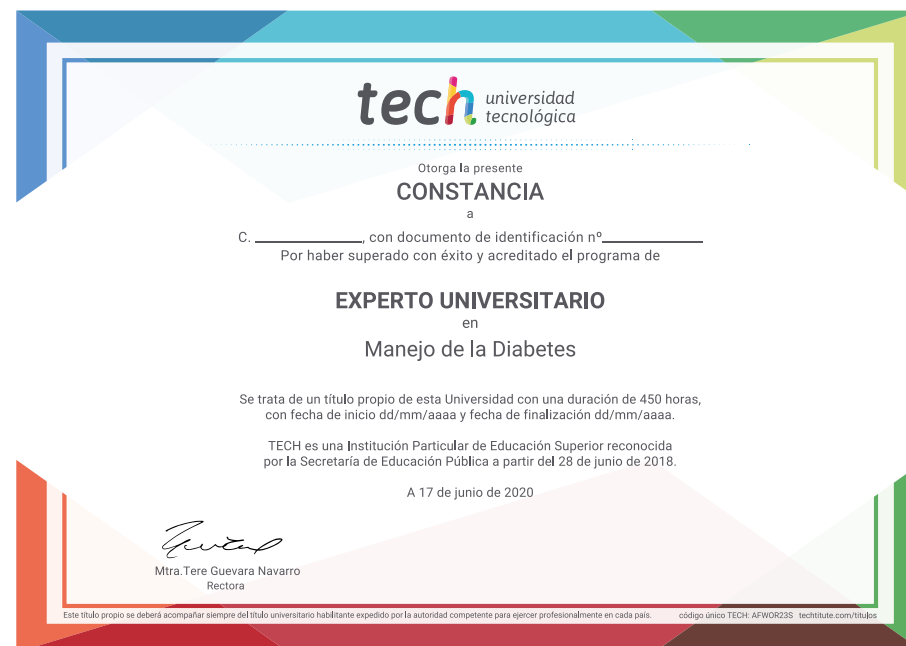 tech universidad
tecnológica
Otorga la presente
CONSTANCIA
a
C. ____________, con documento de identificación nº____________
Por haber superado con éxito y acreditado el programa de
EXPERTO UNIVERSITARIO
en
Manejo de la Diabetes
Se trata de un título propio de esta Universidad con una duración de 450 horas,
con fecha de inicio dd/mm/aaaa y fecha de finalización dd/mm/aaaa.
TECH es una Institución Particular de Educación Superior reconocida
por la Secretaría de Educación Pública a partir del 28 de junio de 2018.
A 17 de junio de 2020
Mtra.Tere Guevara Navarro
Rectora
Este título propio se deberá acompañar siempre del título universitario habilitante expedido por la autoridad competente para ejercer profesionalmente en cada país. código único TECH: AFWOR23S techtitute.com/titulos